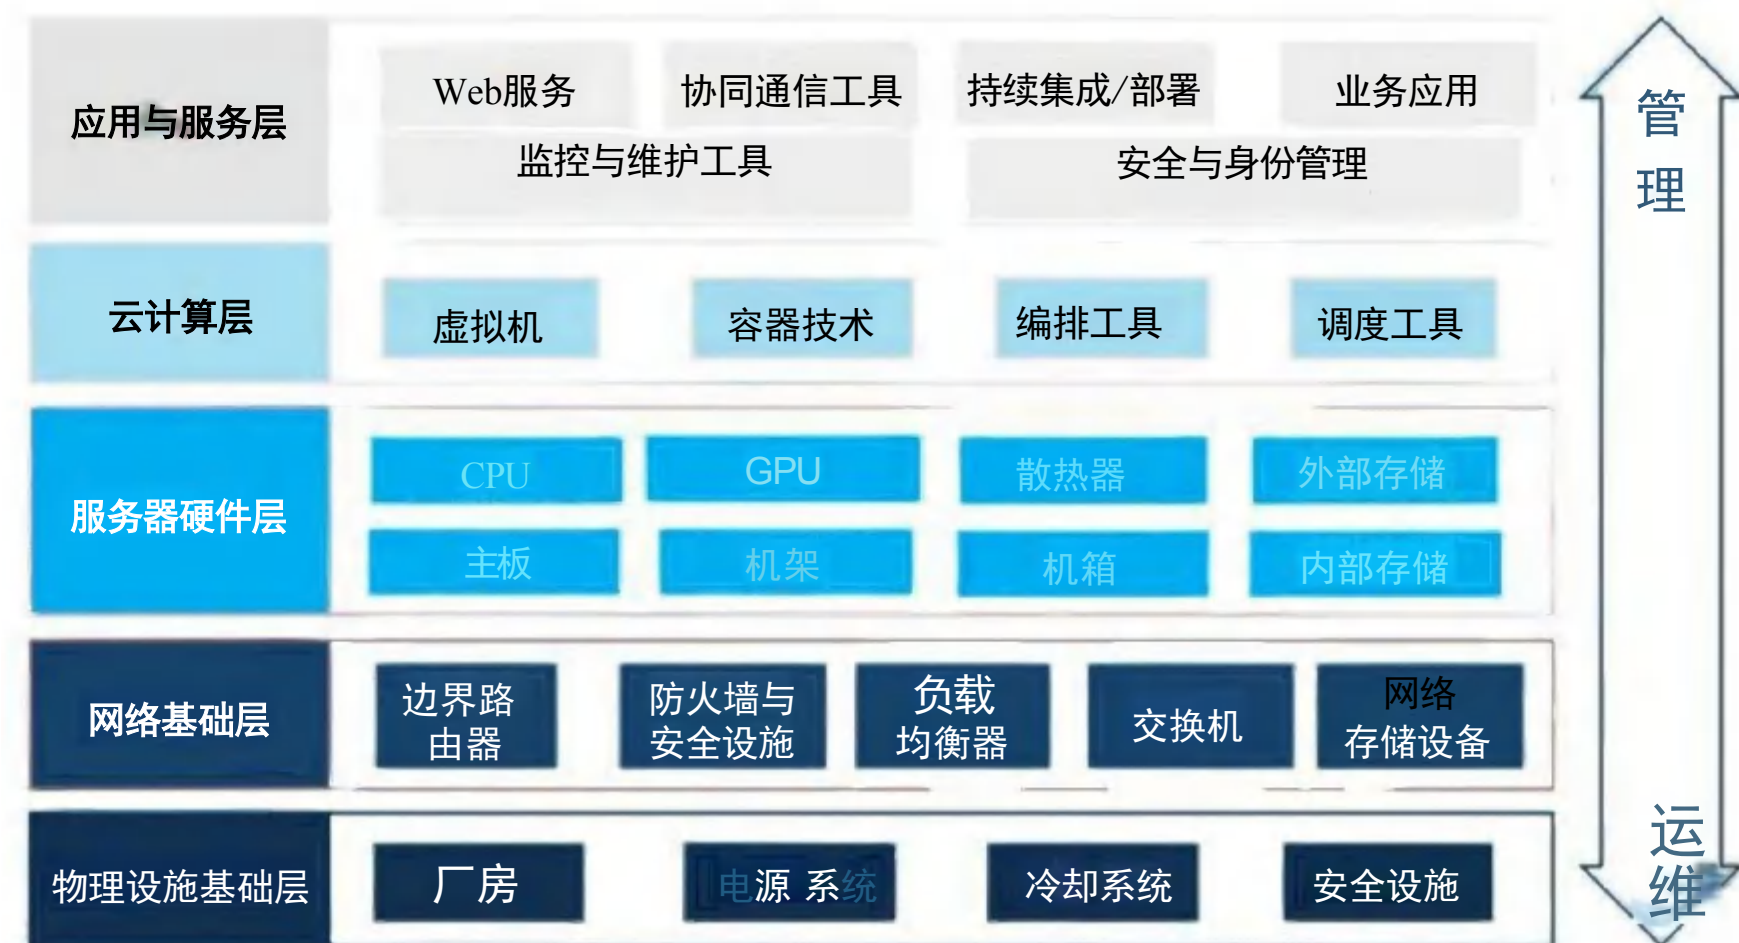 应用与服务层
Web服务
协同通信工具
持续集成/部署
业务应用
监控与维护工具
安全与身份管理
云计算层
虚拟机
容器技术
编排工具
调度工具
服务器硬件层
CPU
GPU
散热器
外部存储
主板
机架
机箱
内部存储
网络基础层
边界路
由器
防火墙与
安全设施
负载
均衡器
交换机
网络
存储设备
物理设施基础层
厂房
电源 系统
冷却系统
安全设施
管
理
运
维